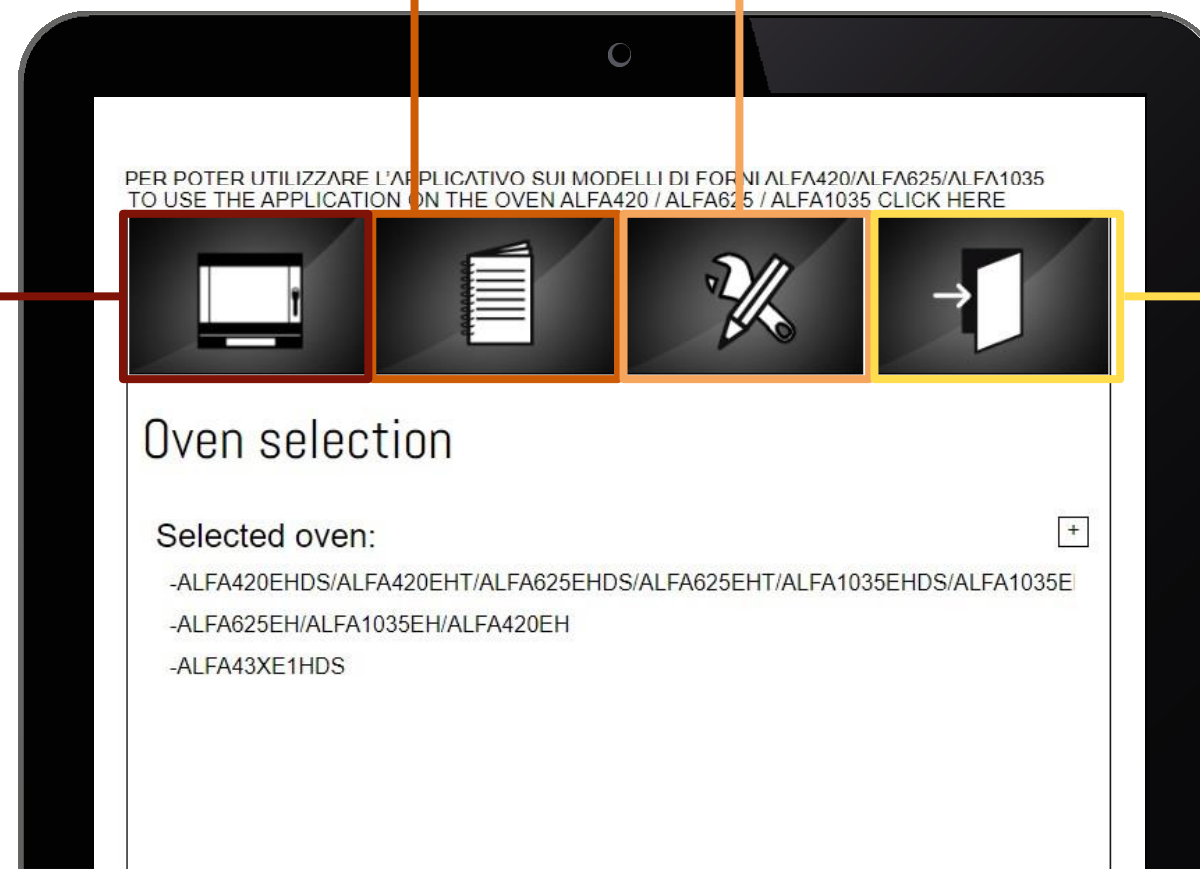 PER POTER UTILIZZARE L'APPLICATIVO SUI MODELLI DI FORNI ALFA420/ALFA625/ALFA1035
TO USE THE APPLICATION ON THE OVEN ALFA420 / ALFA625 / ALFA1035 CLICK HERE
Oven selection
Selected oven:
+
-ALFA420EHDS/ALFA420EHT/ALFA625EHDS/ALFA625EHT/ALFA1035EHDS/ALFA1035E
-ALFA625EH/ALFA1035EH/ALFA420EH
-ALFA43XE1HDS